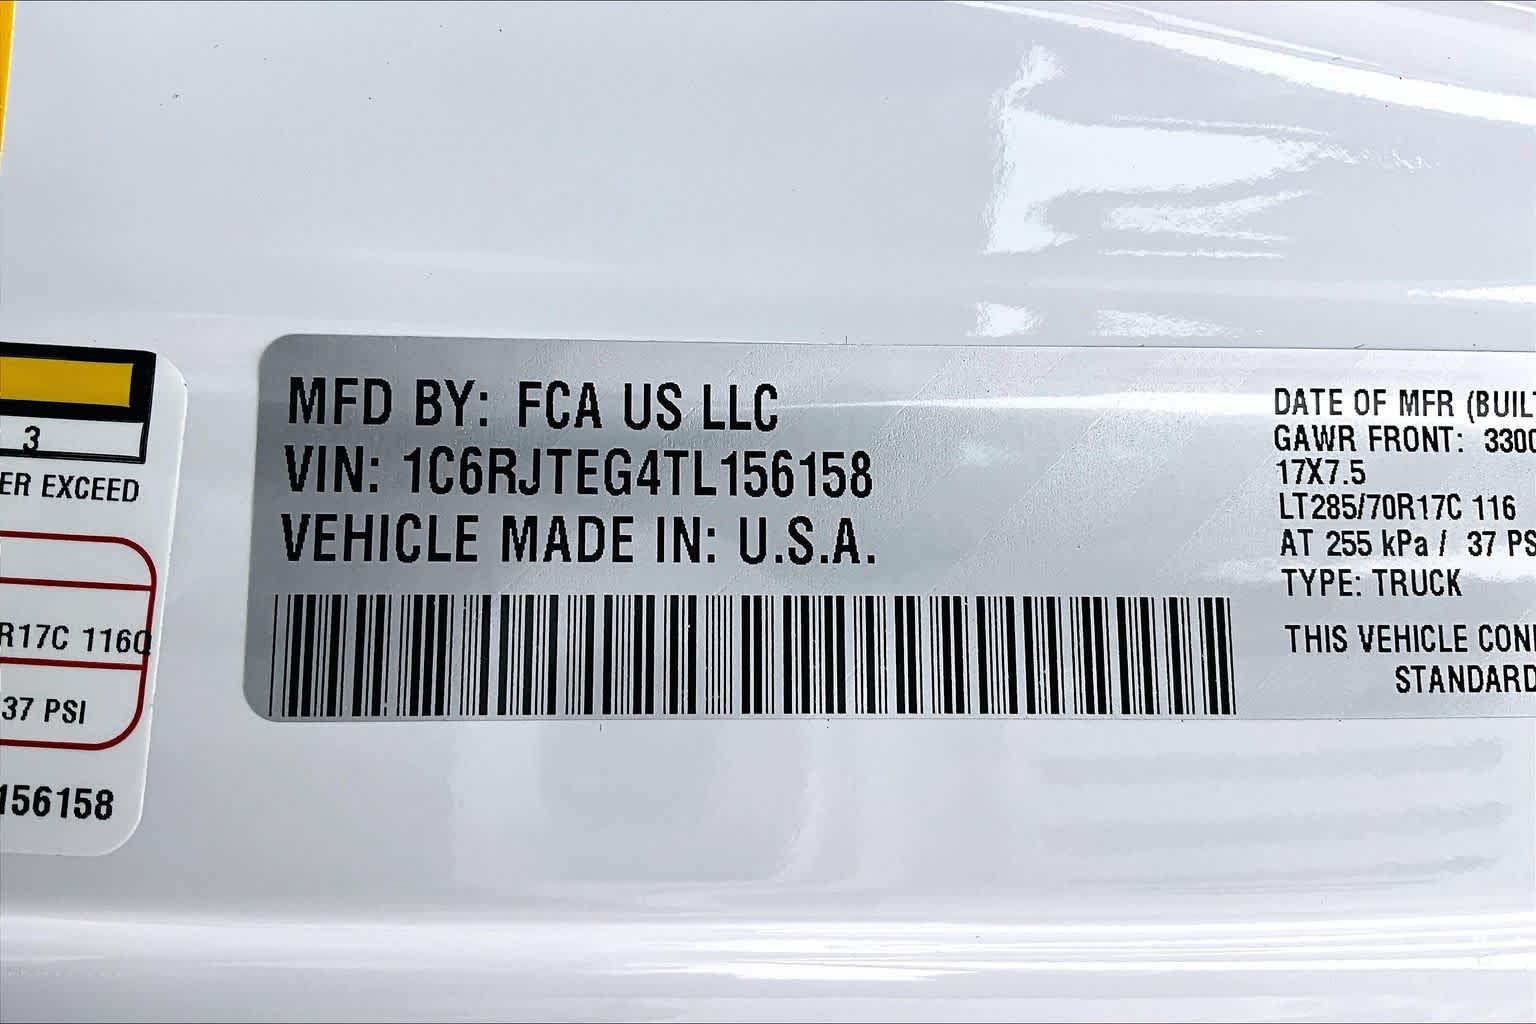 MFD BY: FCA US LLC
VIN: 1C6RJTEG4TL156158
VEHICLE MADE IN: U.S.A.
DATE OF MFR (BUILT
GAWR FRONT: 3300
17X7.5
LT285/70R17C 116
AT 255 kPa / 37 PS
TYPE: TRUCK
THIS VEHICLE CON
STANDARD
3
ER EXCEED
R17C 116Q
37 PSI
156158